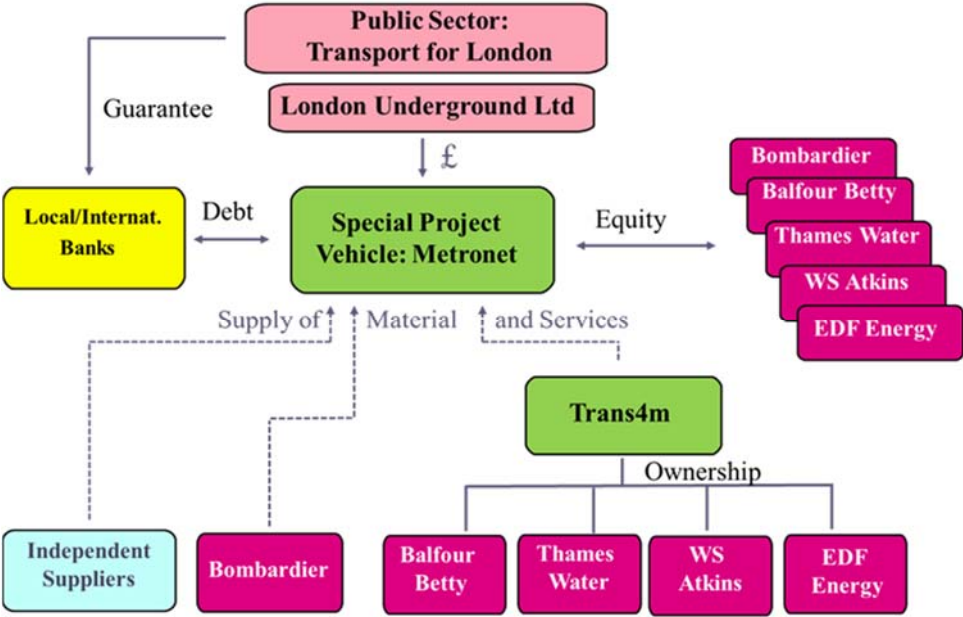 Public Sector:
Transport for London
London Underground Ltd
Guarantee
£
Local/Internat.
Banks
Debt
Special Project
Vehicle: Metronet
Equity
Bombardier
Balfour Betty
Thames Water
WS Atkins
EDF Energy
Supply of Material and Services
Trans4m
Ownership
Independent
Suppliers
Bombardier
Balfour
Betty
Thames
Water
WS
Atkins
EDF
Energy